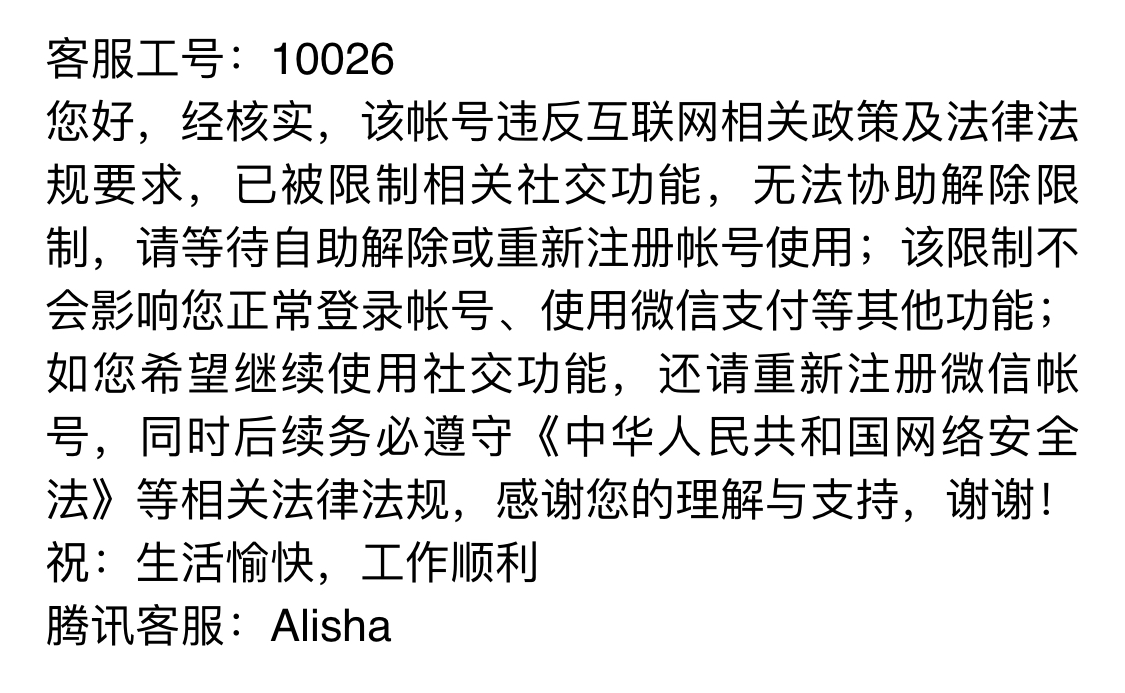 客服工号：10026
您好，经核实，该帐号违反互联网相关政策及法律法
规要求，已被限制相关社交功能，无法协助解除限
制，请等待自助解除或重新注册帐号使用；该限制不
会影响您正常登录帐号、使用微信支付等其他功能；
如您希望继续使用社交功能，还请重新注册微信帐
号，同时后续务必遵守《中华人民共和国网络安全
法》等相关法律法规，感谢您的理解与支持，谢谢！
祝：生活愉快，工作顺利
腾讯客服：Alisha